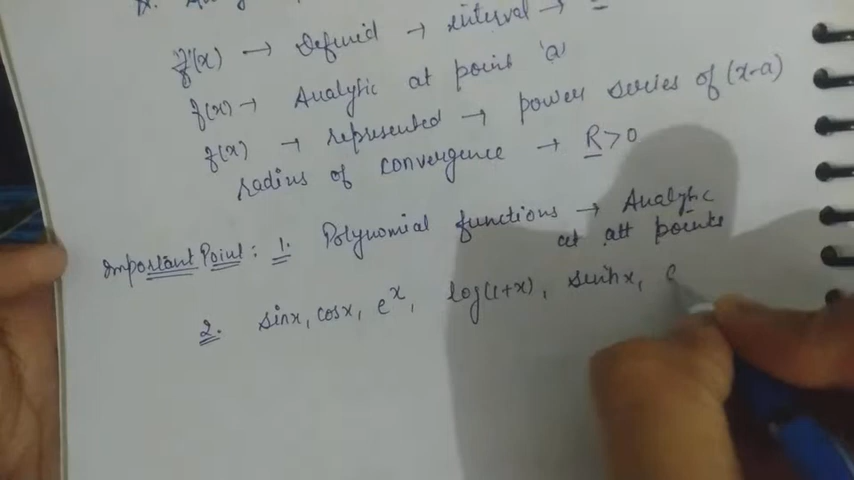 f(x) → Defined → interval →
f(x) → Analytic at point 'a'
f(x) → represented → power series of (x-a)
radius of convergence → R>0
Important Point: 1. Polynomial functions → Analytic
at all points
2. sinx, cosx, e^x, log(1+x), sinhx, c